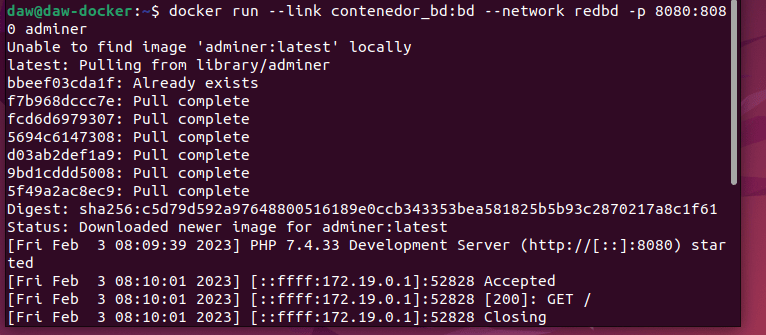 daw@daw-docker:~$ docker run --link contenedor_bd:bd --network redbd -p 8080:808
0 adminer
Unable to find image 'adminer:latest' locally
latest: Pulling from library/adminer
bbeef03cda1f: Already exists
f7b968dccc7e: Pull complete
fcd6d6979307: Pull complete
5694c6147308: Pull complete
d03ab2def1a9: Pull complete
9bd1cddd5008: Pull complete
5f49a2ac8ec9: Pull complete
Digest: sha256:c5d79d592a97648800516189e0ccb343353bea581825b5b93c2870217a8c1f61
Status: Downloaded newer image for adminer:latest
[Fri Feb  3 08:09:39 2023] PHP 7.4.33 Development Server (http://[::]:8080) star
ted
[Fri Feb  3 08:10:01 2023] [::ffff:172.19.0.1]:52828 Accepted
[Fri Feb  3 08:10:01 2023] [::ffff:172.19.0.1]:52828 [200]: GET /
[Fri Feb  3 08:10:01 2023] [::ffff:172.19.0.1]:52828 Closing